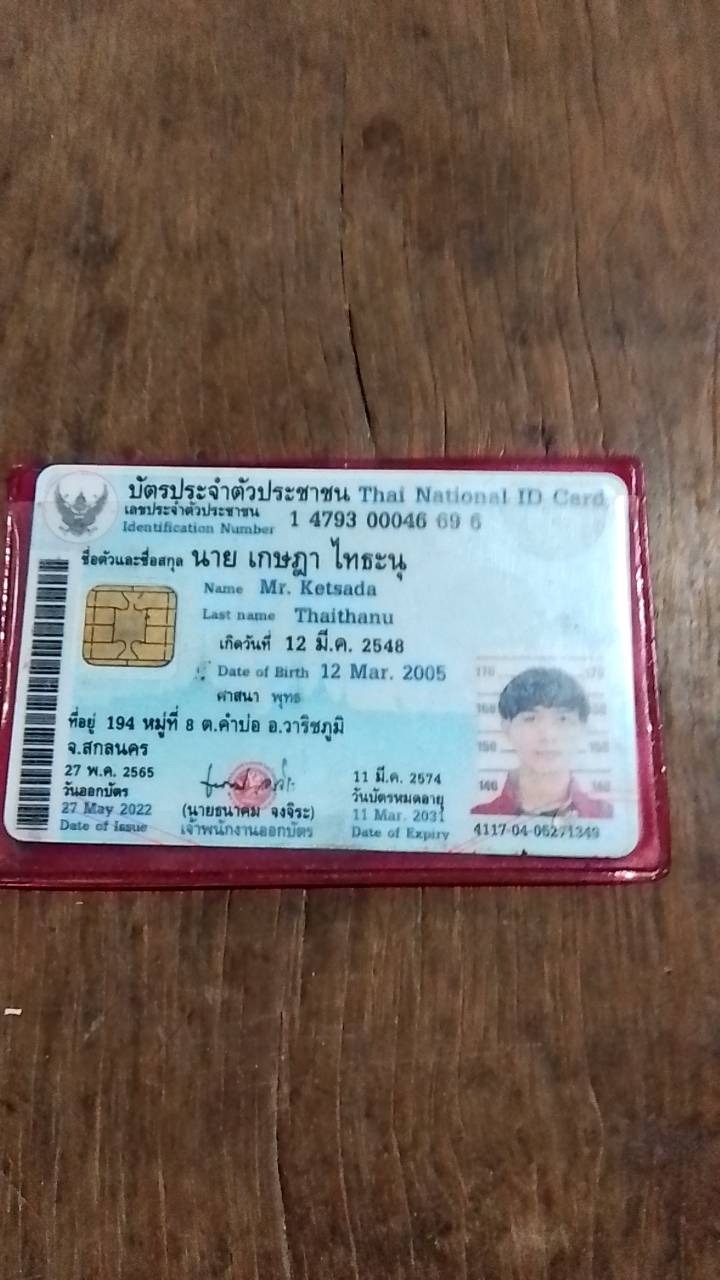 บัตรประจำตัวประชาชน Thai National ID Card
เลขประจำตัวประชาชน
Identification Number 1 4793 00046 69 6
ชื่อตัวและชื่อสกุล นาย เกษฎา ไทธะนุ
Name Mr. Ketsada
Last name Thaithanu
เกิดวันที่ 12 มี.ค. 2548
Date of Birth 12 Mar. 2005
ศาสนา พุทธ
ที่อยู่ 194 หมู่ที่ 8 ต.คำบ่อ อ.วาริชภูมิ
จ.สกลนคร
27 พ.ค. 2565
วันออกบัตร
27 May 2022
Date of Issue
(นายธนาคม จงจิระ)
เจ้าพนักงานออกบัตร
11 มี.ค. 2574
วันบัตรหมดอายุ
11 Mar. 2031
Date of Expiry
4117-04-05271349